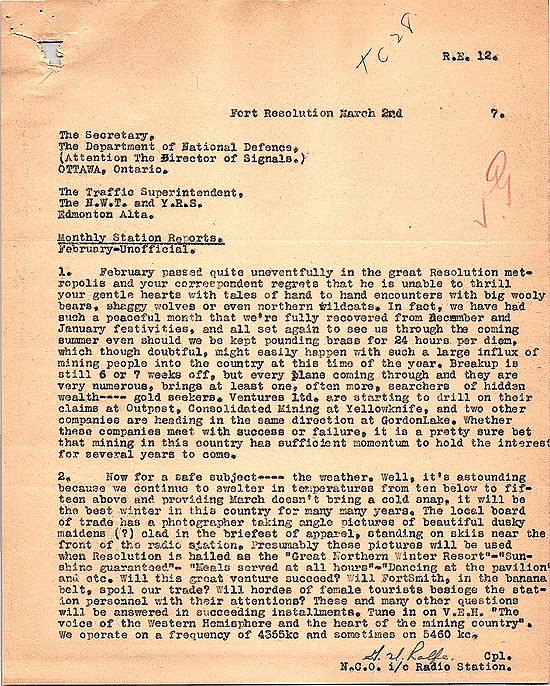 R.E. 12.
Fort Resolution March 2nd 7.
The Secretary,
The Department of National Defence,
(Attention The Director of Signals.)
OTTAWA, Ontario.
The Traffic Superintendent,
The N.W.T. and Y.R.S.
Edmonton Alta.
Monthly Station Reports.
February-Unofficial.
1. February passed quite uneventfully in the great Resolution met-
ropolis and your correspondent regrets that he is unable to thrill
your gentle hearts with tales of hand to hand encounters with big wooly
bears, shaggy wolves or even northern wildcats. In fact, we have had
such a peaceful month that we're fully recovered from December and
January festivities, and all set again to see us through the coming
summer even should we be kept pounding brass for 24 hours per diem,
which though doubtful, might easily happen with such a large influx of
mining people into the country at this time of the year. Breakup is
still 6 or 7 weeks off, but every plane coming through and they are
very numerous, brings at least one, often more, searchers of hidden
wealth---- gold seekers. Ventures Ltd. are starting to drill on their
claims at Outpost, Consolidated Mining at Yellowknife, and two other
companies are heading in the same direction at GordonLake. Whether
these companies meet with success or failure, it is a pretty sure bet
that mining in this country has sufficient momentum to hold the interest
for several years to come.
2. Now for a safe subject---- the weather. Well, it's astounding
because we continue to swelter in temperatures from ten below to fif-
teen above and providing March doesn't bring a cold snap, it will be
the best winter in this country for many many years. The local board
of trade has a photographer taking angle pictures of beautiful dusky
maidens (?) clad in the briefest of apparel, standing on skiis near the
front of the radio station. Presumably these pictures will be used
when Resolution is hailed as the "Great Northern Winter Resort"-"Sun-
shine guaranteed"- "Meals served at all hours"-"Dancing at the pavilion"
and etc. Will this great venture succeed? Will FortSmith, in the banana
belt, spoil our trade? Will hordes of female tourists besiege the stat-
ion personnel with their attentions? These and many other questions
will be answered in succeeding installments. Tune in on V.E.H. "The
voice of the Western Hemisphere and the heart of the mining country".
We operate on a frequency of 4355kc and sometimes on 5460 kc.
Rolfe. Cpl.
N.C.O. i/c Radio Station.